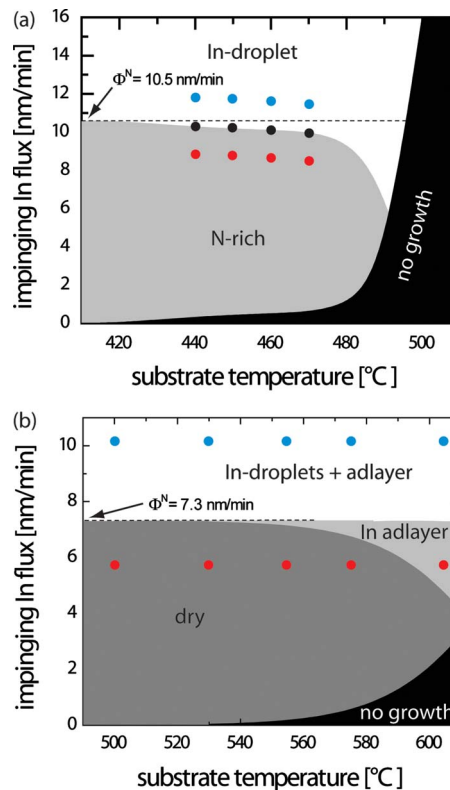 (a)
16
14
12
10
8
6
4
2
0
impinging In flux [nm/min]
In-droplet
Φᴺ= 10.5 nm/min
N-rich
no growth
420 440 460 480 500
substrate temperature [°C]
(b)
10
8
6
4
2
0
impinging In flux [nm/min]
In-droplets + adlayer
Φᴺ= 7.3 nm/min
In adlayer
dry
no growth
500 520 540 560 580 600
substrate temperature [°C]